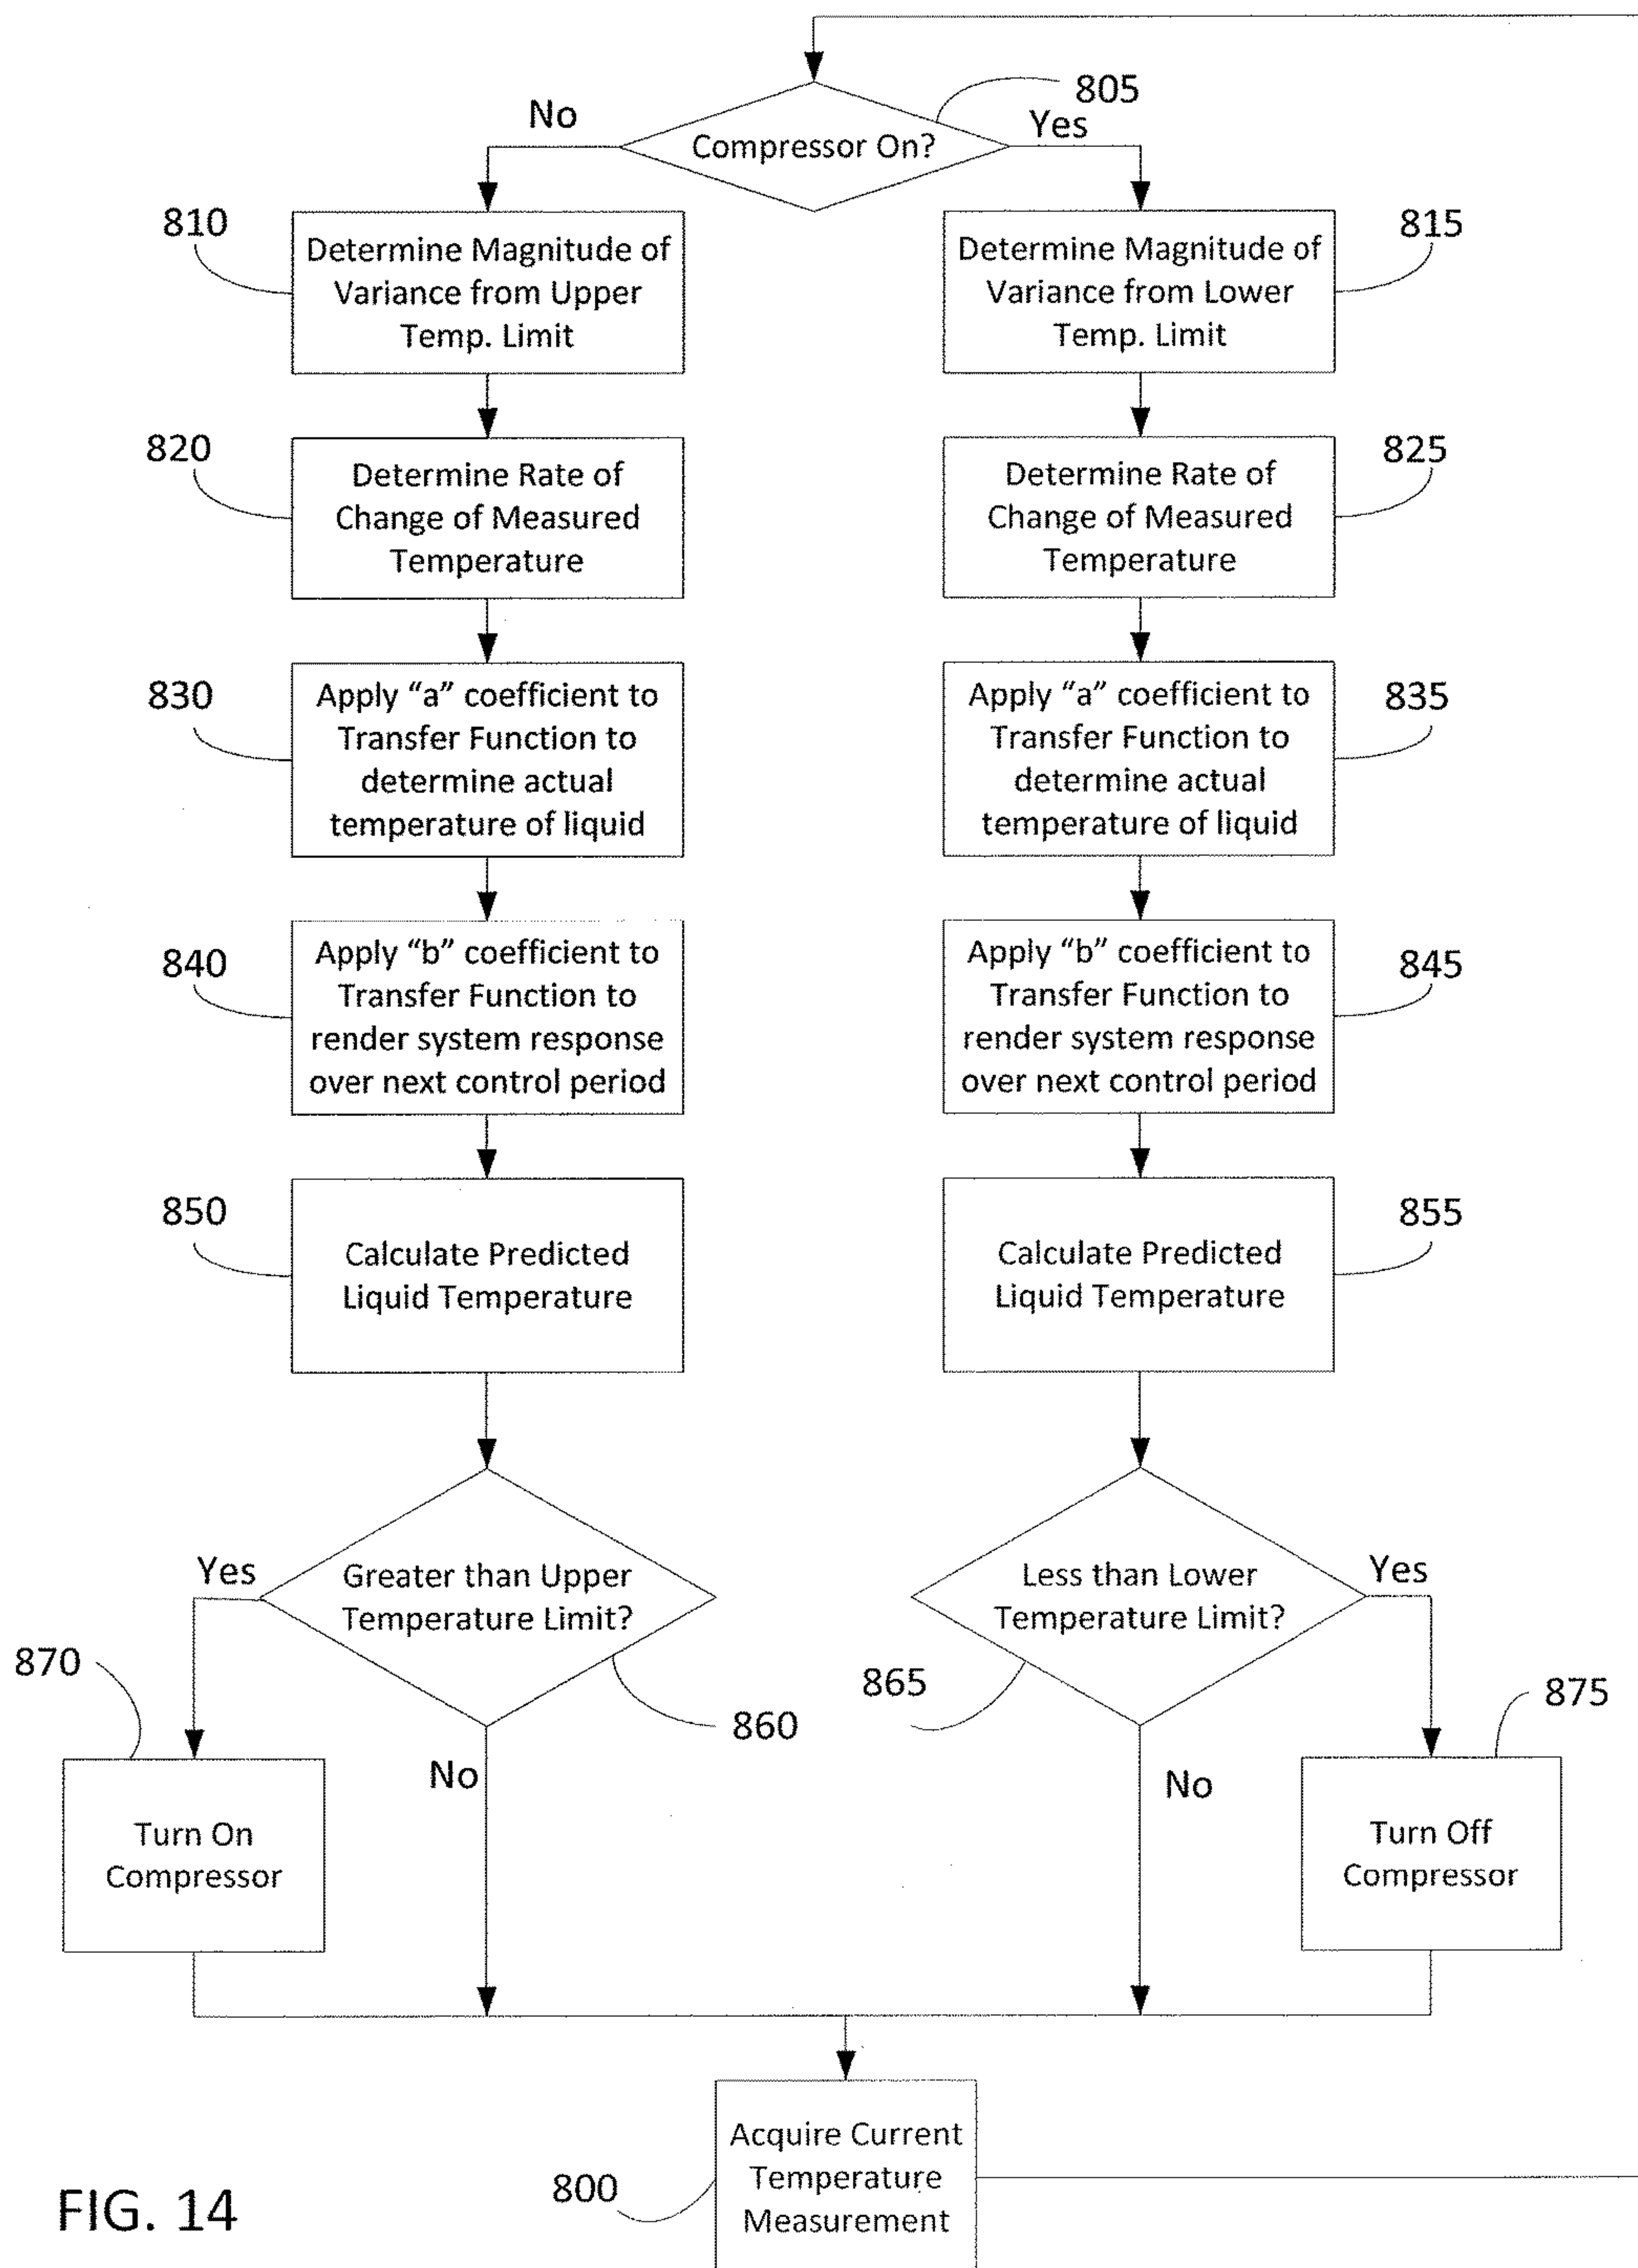 805
No
Yes
Compressor On?
810
Determine Magnitude of
Variance from Upper
Temp. Limit
815
Determine Magnitude of
Variance from Lower
Temp. Limit
820
Determine Rate of
Change of Measured
Temperature
825
Determine Rate of
Change of Measured
Temperature
830
Apply “a” coefficient to
Transfer Function to
determine actual
temperature of liquid
835
Apply “a” coefficient to
Transfer Function to
determine actual
temperature of liquid
840
Apply “b” coefficient to
Transfer Function to
render system response
over next control period
845
Apply “b” coefficient to
Transfer Function to
render system response
over next control period
850
Calculate Predicted
Liquid Temperature
855
Calculate Predicted
Liquid Temperature
Yes
Greater than Upper
Temperature Limit?
860
Less than Lower
Temperature Limit?
Yes
865
870
875
No
No
Turn On
Compressor
Turn Off
Compressor
800
Acquire Current
Temperature
Measurement
FIG. 14